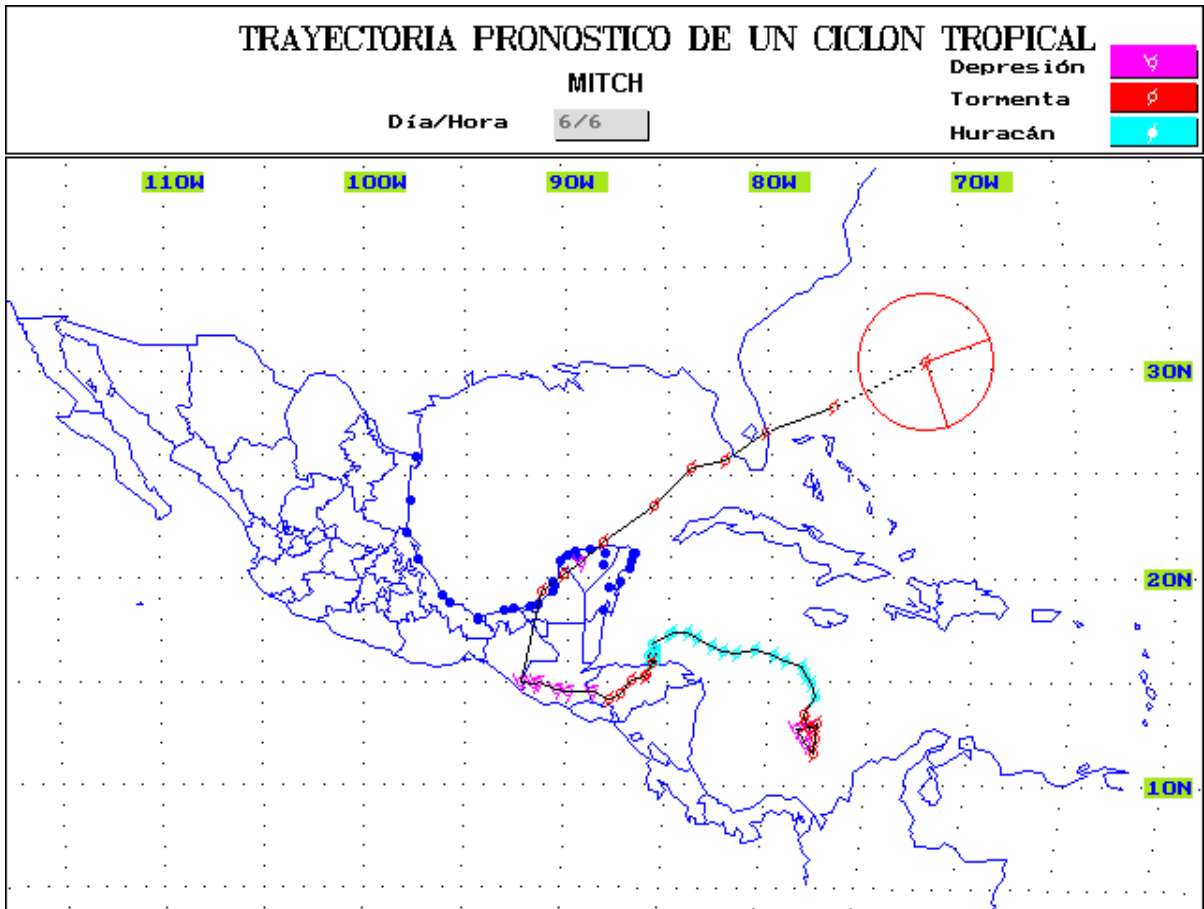 TRAYECTORIA PRONOSTICO DE UN CICLON TROPICAL
MITCH
Día/Hora 6/6
Depresión
Tormenta
Huracán
110W 100W 90W 80W 70W
30N
20N
10N